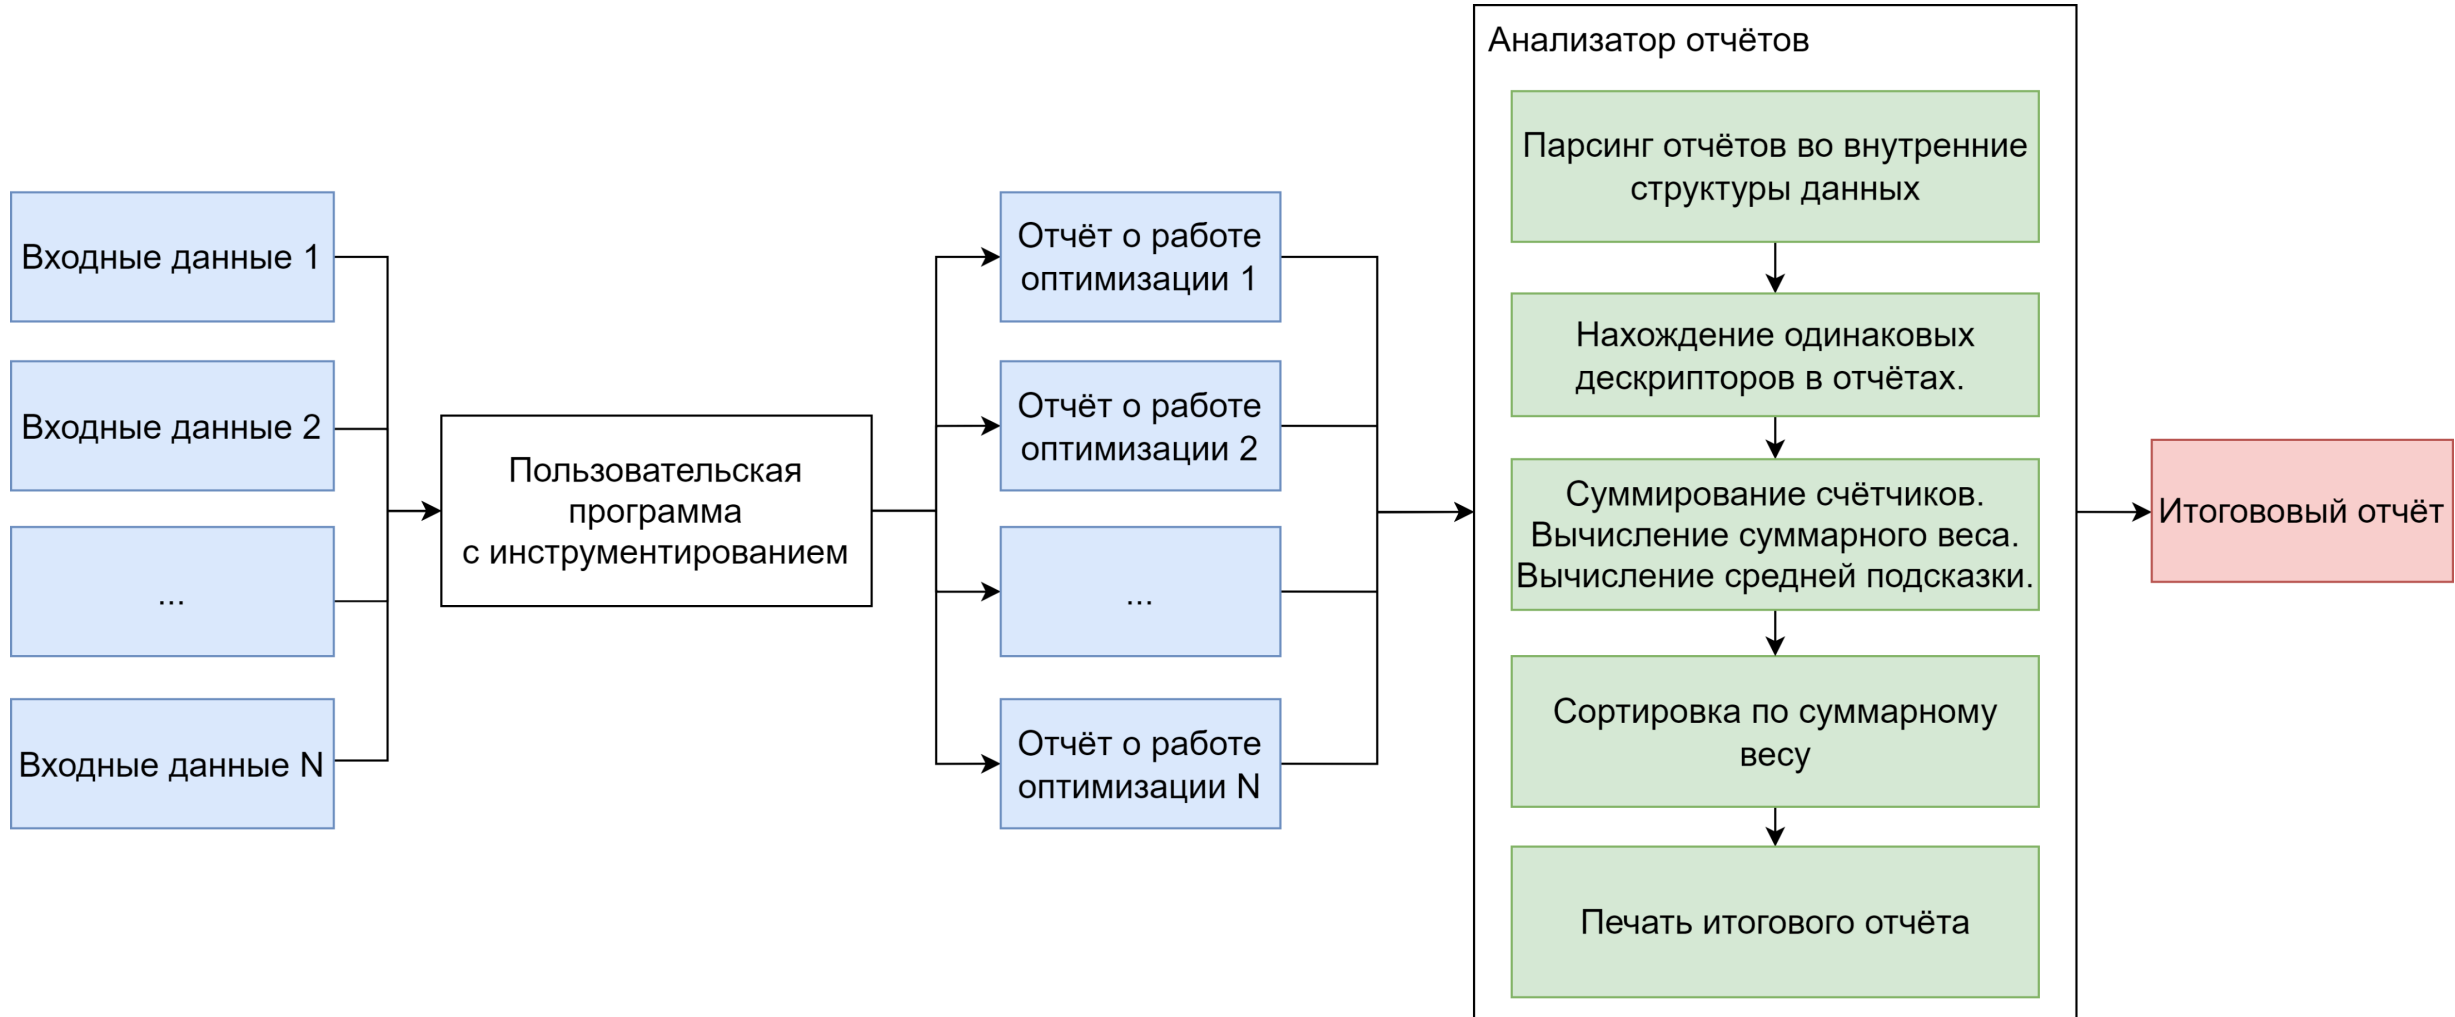 Входные данные 1
Входные данные 2
...
Входные данные N
Пользовательская
программа
с инструментированием
Отчёт о работе
оптимизации 1
Отчёт о работе
оптимизации 2
...
Отчёт о работе
оптимизации N
Анализатор отчётов
Парсинг отчётов во внутренние
структуры данных
Нахождение одинаковых
дескрипторов в отчётах.
Суммирование счётчиков.
Вычисление суммарного веса.
Вычисление средней подсказки.
Сортировка по суммарному
весу
Печать итогового отчёта
Итогововый отчёт